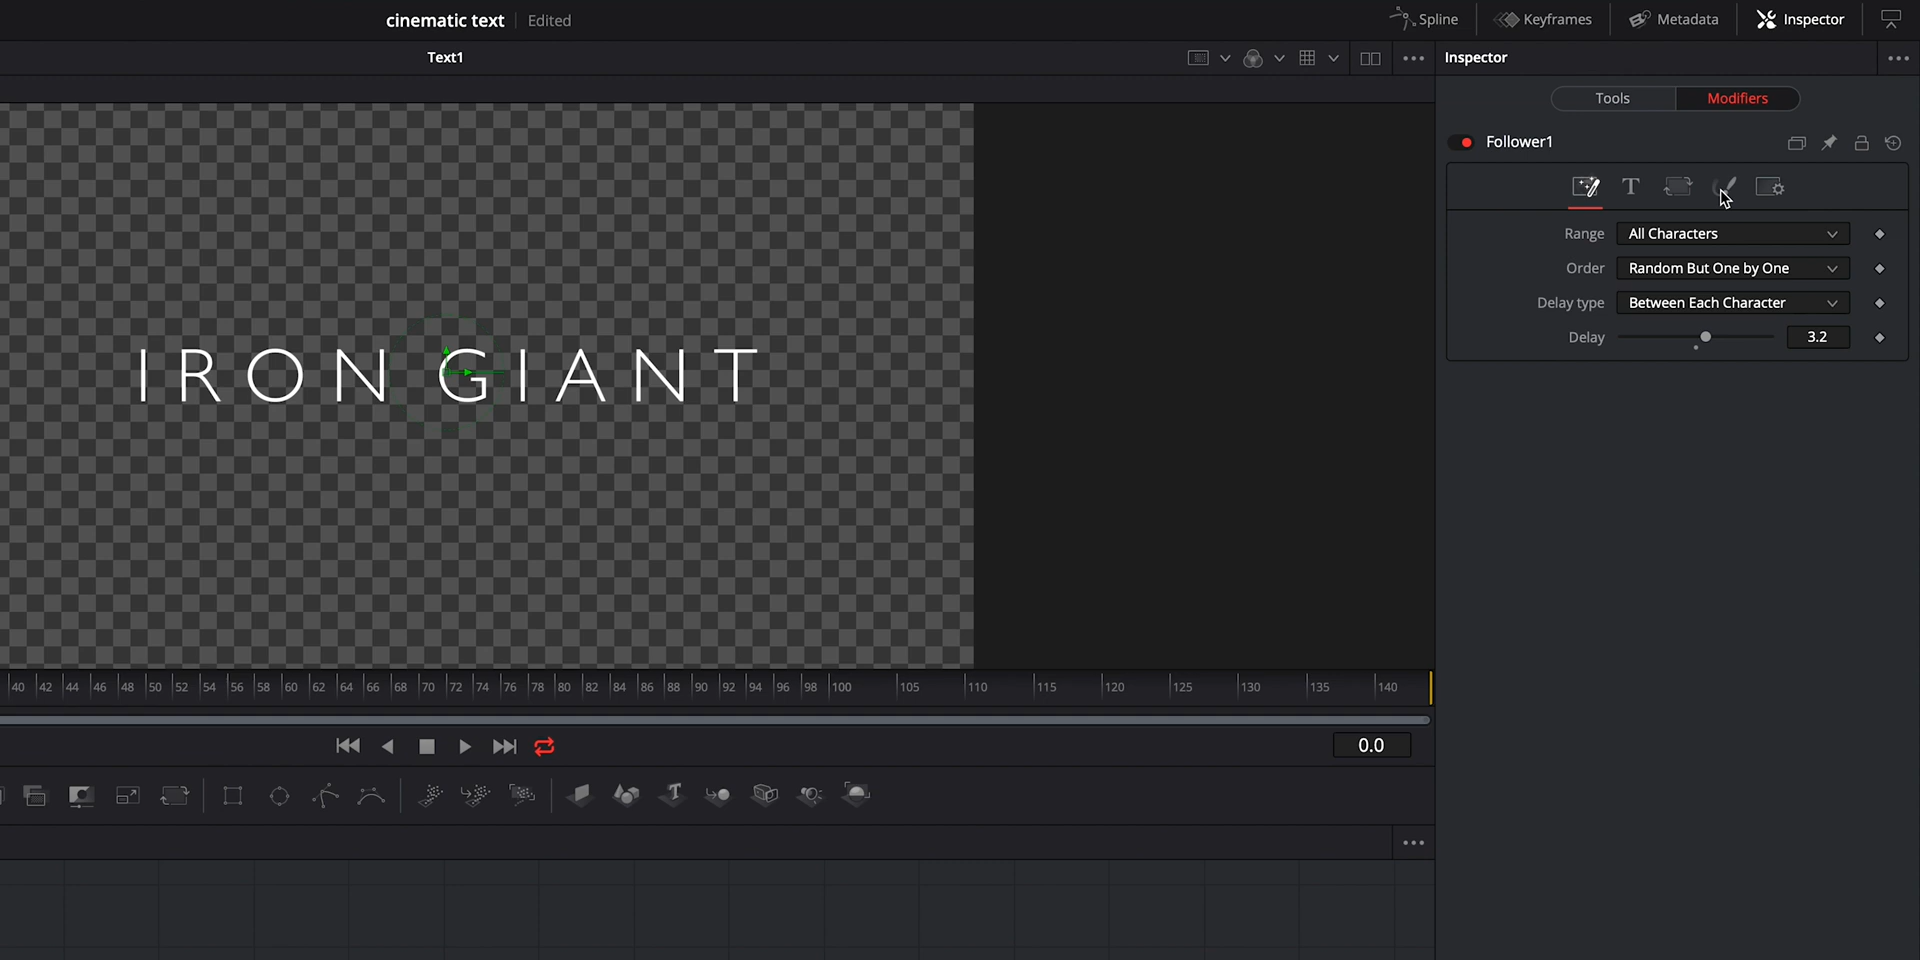 cinematic text Edited Spline Keyframes Metadata Inspector
Text1 Inspector
Tools Modifiers
Follower1
Range All Characters
Order Random But One by One
Delay type Between Each Character
Delay 3.2
IRON GIANT
40 42 44 46 48 50 52 54 56 58 60 62 64 66 68 70 72 74 76 78 80 82 84 86 88 90 92 94 96 98 100 105 110 115 120 125 130 135 140
0.0